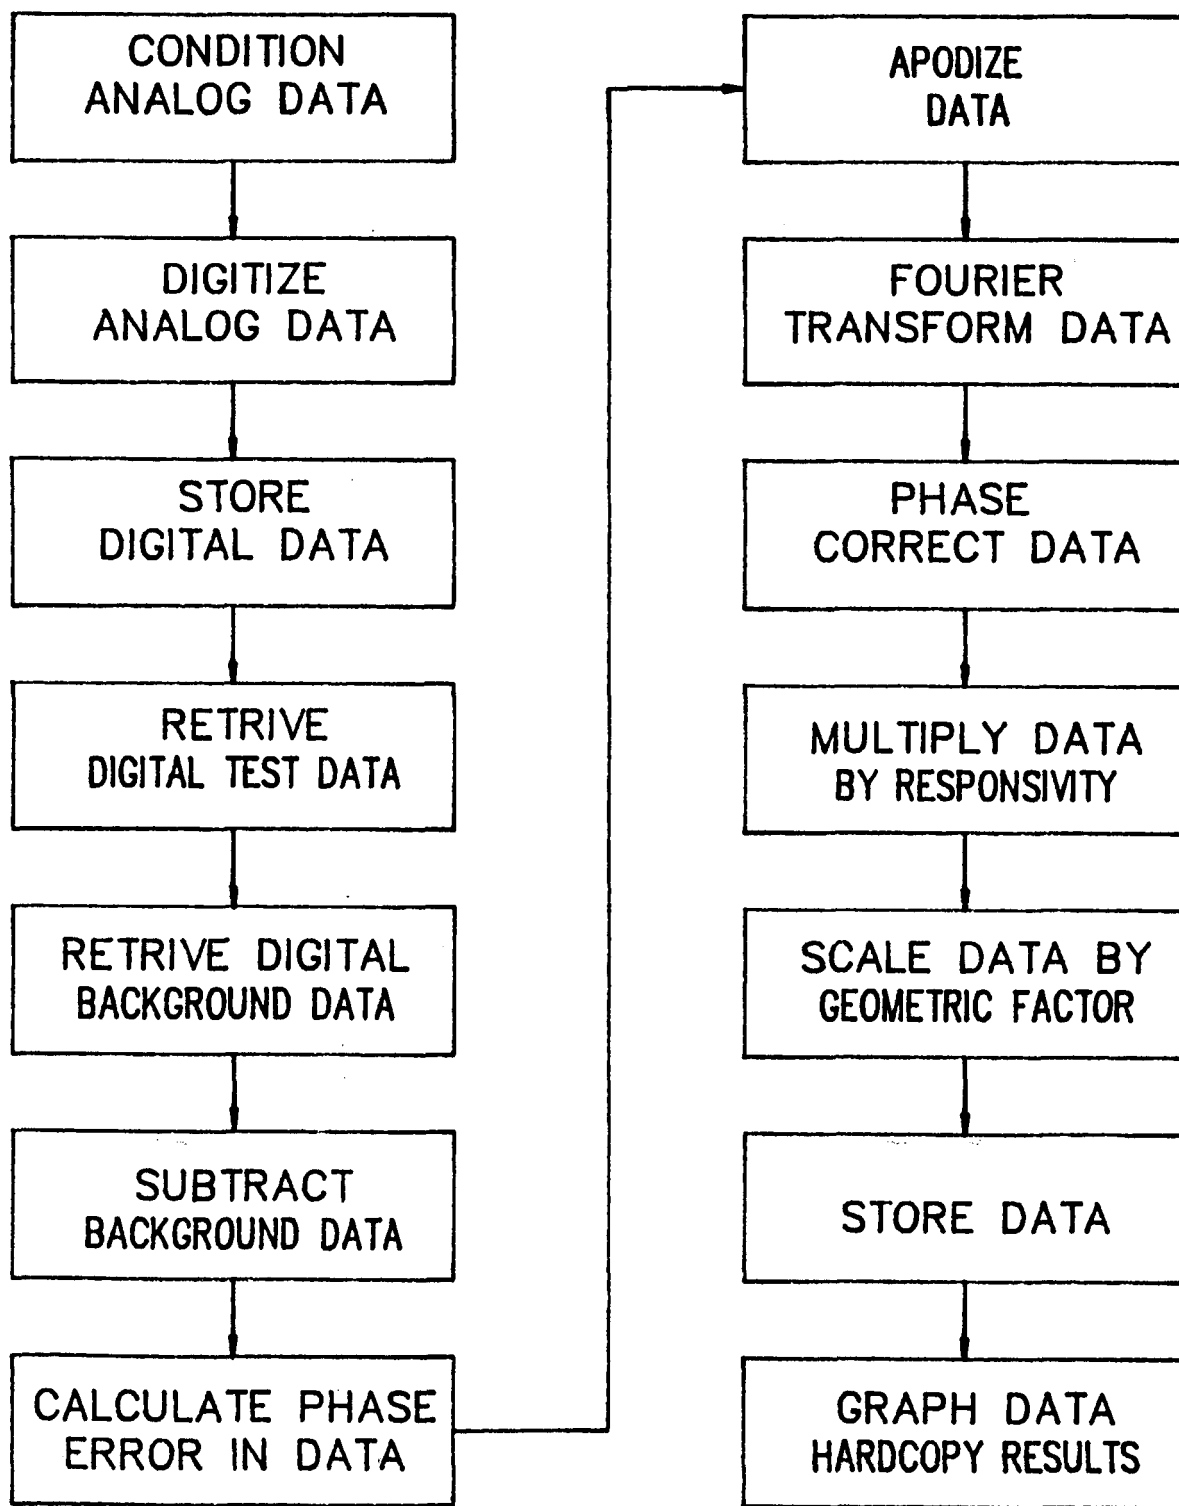 CONDITION
ANALOG DATA
DIGITIZE
ANALOG DATA
STORE
DIGITAL DATA
RETRIVE
DIGITAL TEST DATA
RETRIVE DIGITAL
BACKGROUND DATA
SUBTRACT
BACKGROUND DATA
CALCULATE PHASE
ERROR IN DATA
APODIZE
DATA
FOURIER
TRANSFORM DATA
PHASE
CORRECT DATA
MULTIPLY DATA
BY RESPONSIVITY
SCALE DATA BY
GEOMETRIC FACTOR
STORE DATA
GRAPH DATA
HARDCOPY RESULTS